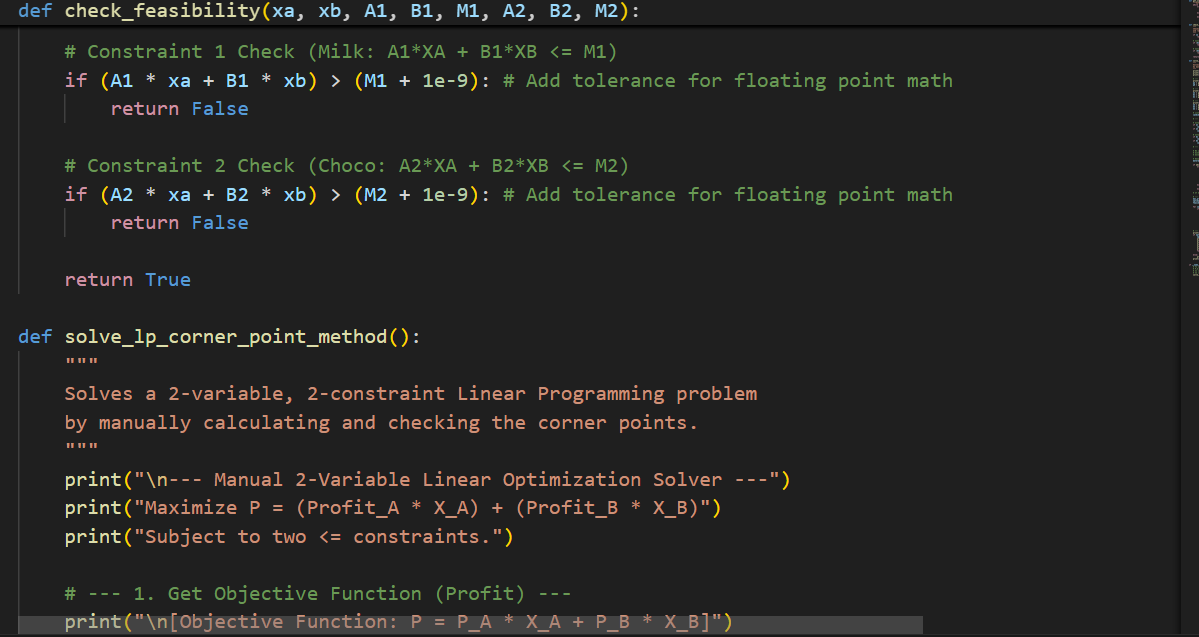 def check_feasibility(xa, xb, A1, B1, M1, A2, B2, M2):
# Constraint 1 Check (Milk: A1*XA + B1*XB <= M1)
if (A1 * xa + B1 * xb) > (M1 + 1e-9): # Add tolerance for floating point math
return False
# Constraint 2 Check (Choco: A2*XA + B2*XB <= M2)
if (A2 * xa + B2 * xb) > (M2 + 1e-9): # Add tolerance for floating point math
return False
return True
def solve_lp_corner_point_method():
"""
Solves a 2-variable, 2-constraint Linear Programming problem
by manually calculating and checking the corner points.
"""
print("\n--- Manual 2-Variable Linear Optimization Solver ---")
print("Maximize P = (Profit_A * X_A) + (Profit_B * X_B)")
print("Subject to two <= constraints.")
# --- 1. Get Objective Function (Profit) ---
print("\n[Objective Function: P = P_A * X_A + P_B * X_B]")